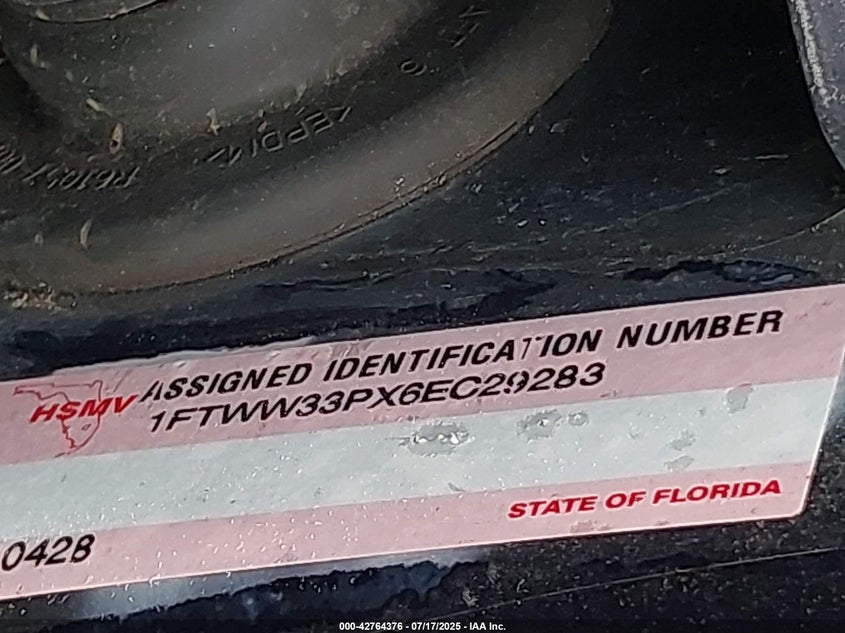 ASSIGNED IDENTIFICATION NUMBER
HSMV
1FTWW33PX6EC29283
STATE OF FLORIDA
0428
000-42764376 - 07/17/2025 - IAA Inc.